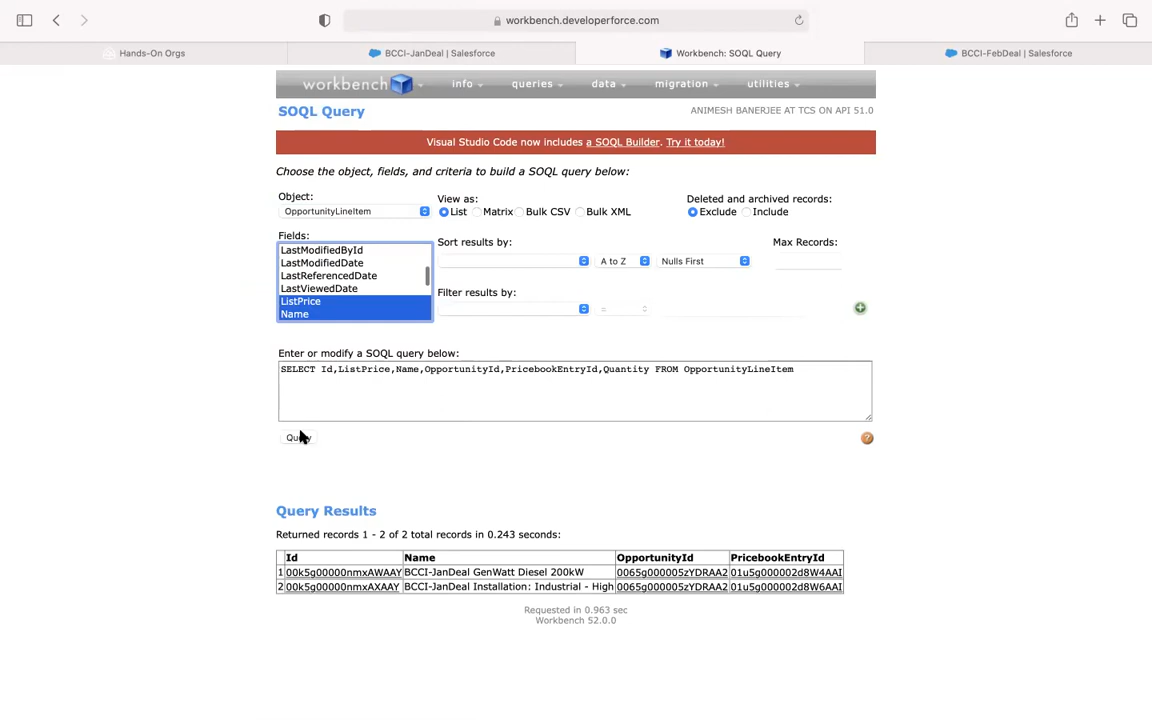 workbench.developerforce.com
Hands-On Orgs
BCCI-JanDeal | Salesforce
Workbench: SOQL Query
BCCI-FebDeal | Salesforce
workbench
info
queries
data
migration
utilities
SOQL Query
ANIMESH BANERJEE AT TCS ON API 51.0
Visual Studio Code now includes a SOQL Builder. Try it today!
Choose the object, fields, and criteria to build a SOQL query below:
Object:
View as:
Deleted and archived records:
OpportunityLineItem
List Matrix Bulk CSV Bulk XML
Exclude Include
Fields:
Sort results by:
Max Records:
LastModifiedById
LastModifiedDate
LastReferencedDate
LastViewedDate
ListPrice
Name
A to Z
Nulls First
Filter results by:
=
Enter or modify a SOQL query below:
SELECT Id,ListPrice,Name,OpportunityId,PricebookEntryId,Quantity FROM OpportunityLineItem
Query
?
Query Results
Returned records 1 - 2 of 2 total records in 0.243 seconds:
Id Name OpportunityId PricebookEntryId
1 00k5g00000nmxAWAAY BCCI-JanDeal GenWatt Diesel 200kW 0065g000005zYDRAA2 01u5g000002d8W4AAI
2 00k5g00000nmxAXAAY BCCI-JanDeal Installation: Industrial - High 0065g000005zYDRAA2 01u5g000002d8W6AAI
Requested in 0.963 sec
Workbench 52.0.0